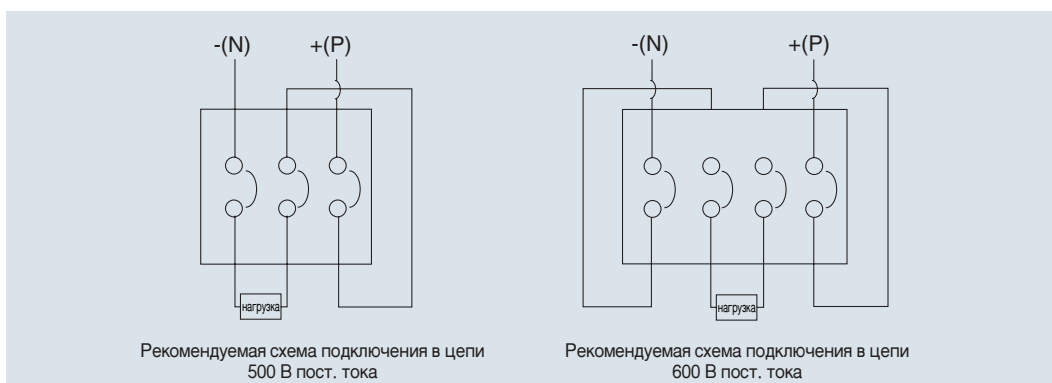 -(N) +(P)
-(N) +(P)
нагрузка
нагрузка
Рекомендуемая схема подключения в цепи
500 В пост. тока
Рекомендуемая схема подключения в цепи
600 В пост. тока